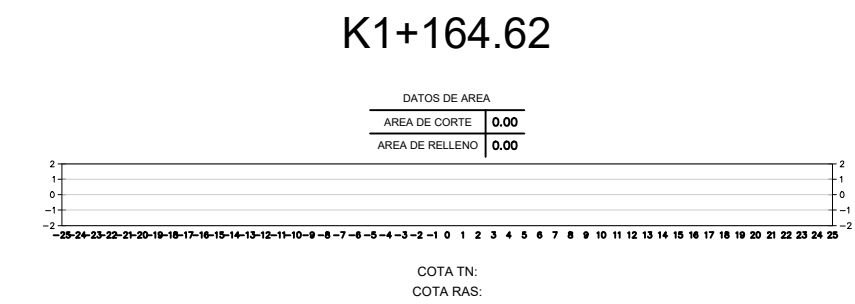 K1+164.62
DATOS DE AREA
AREA DE CORTE 0.00
AREA DE RELLENO 0.00
2 2
1 1
0 0
-1 -1
-2 -2
-25-24-23-22-21-20-19-18-17-16-15-14-13-12-11-10-9 -8 -7 -6 -5 -4 -3 -2 -1 0 1 2 3 4 5 6 7 8 9 10 11 12 13 14 15 16 17 18 19 20 21 22 23 24 25
COTA TN:
COTA RAS: